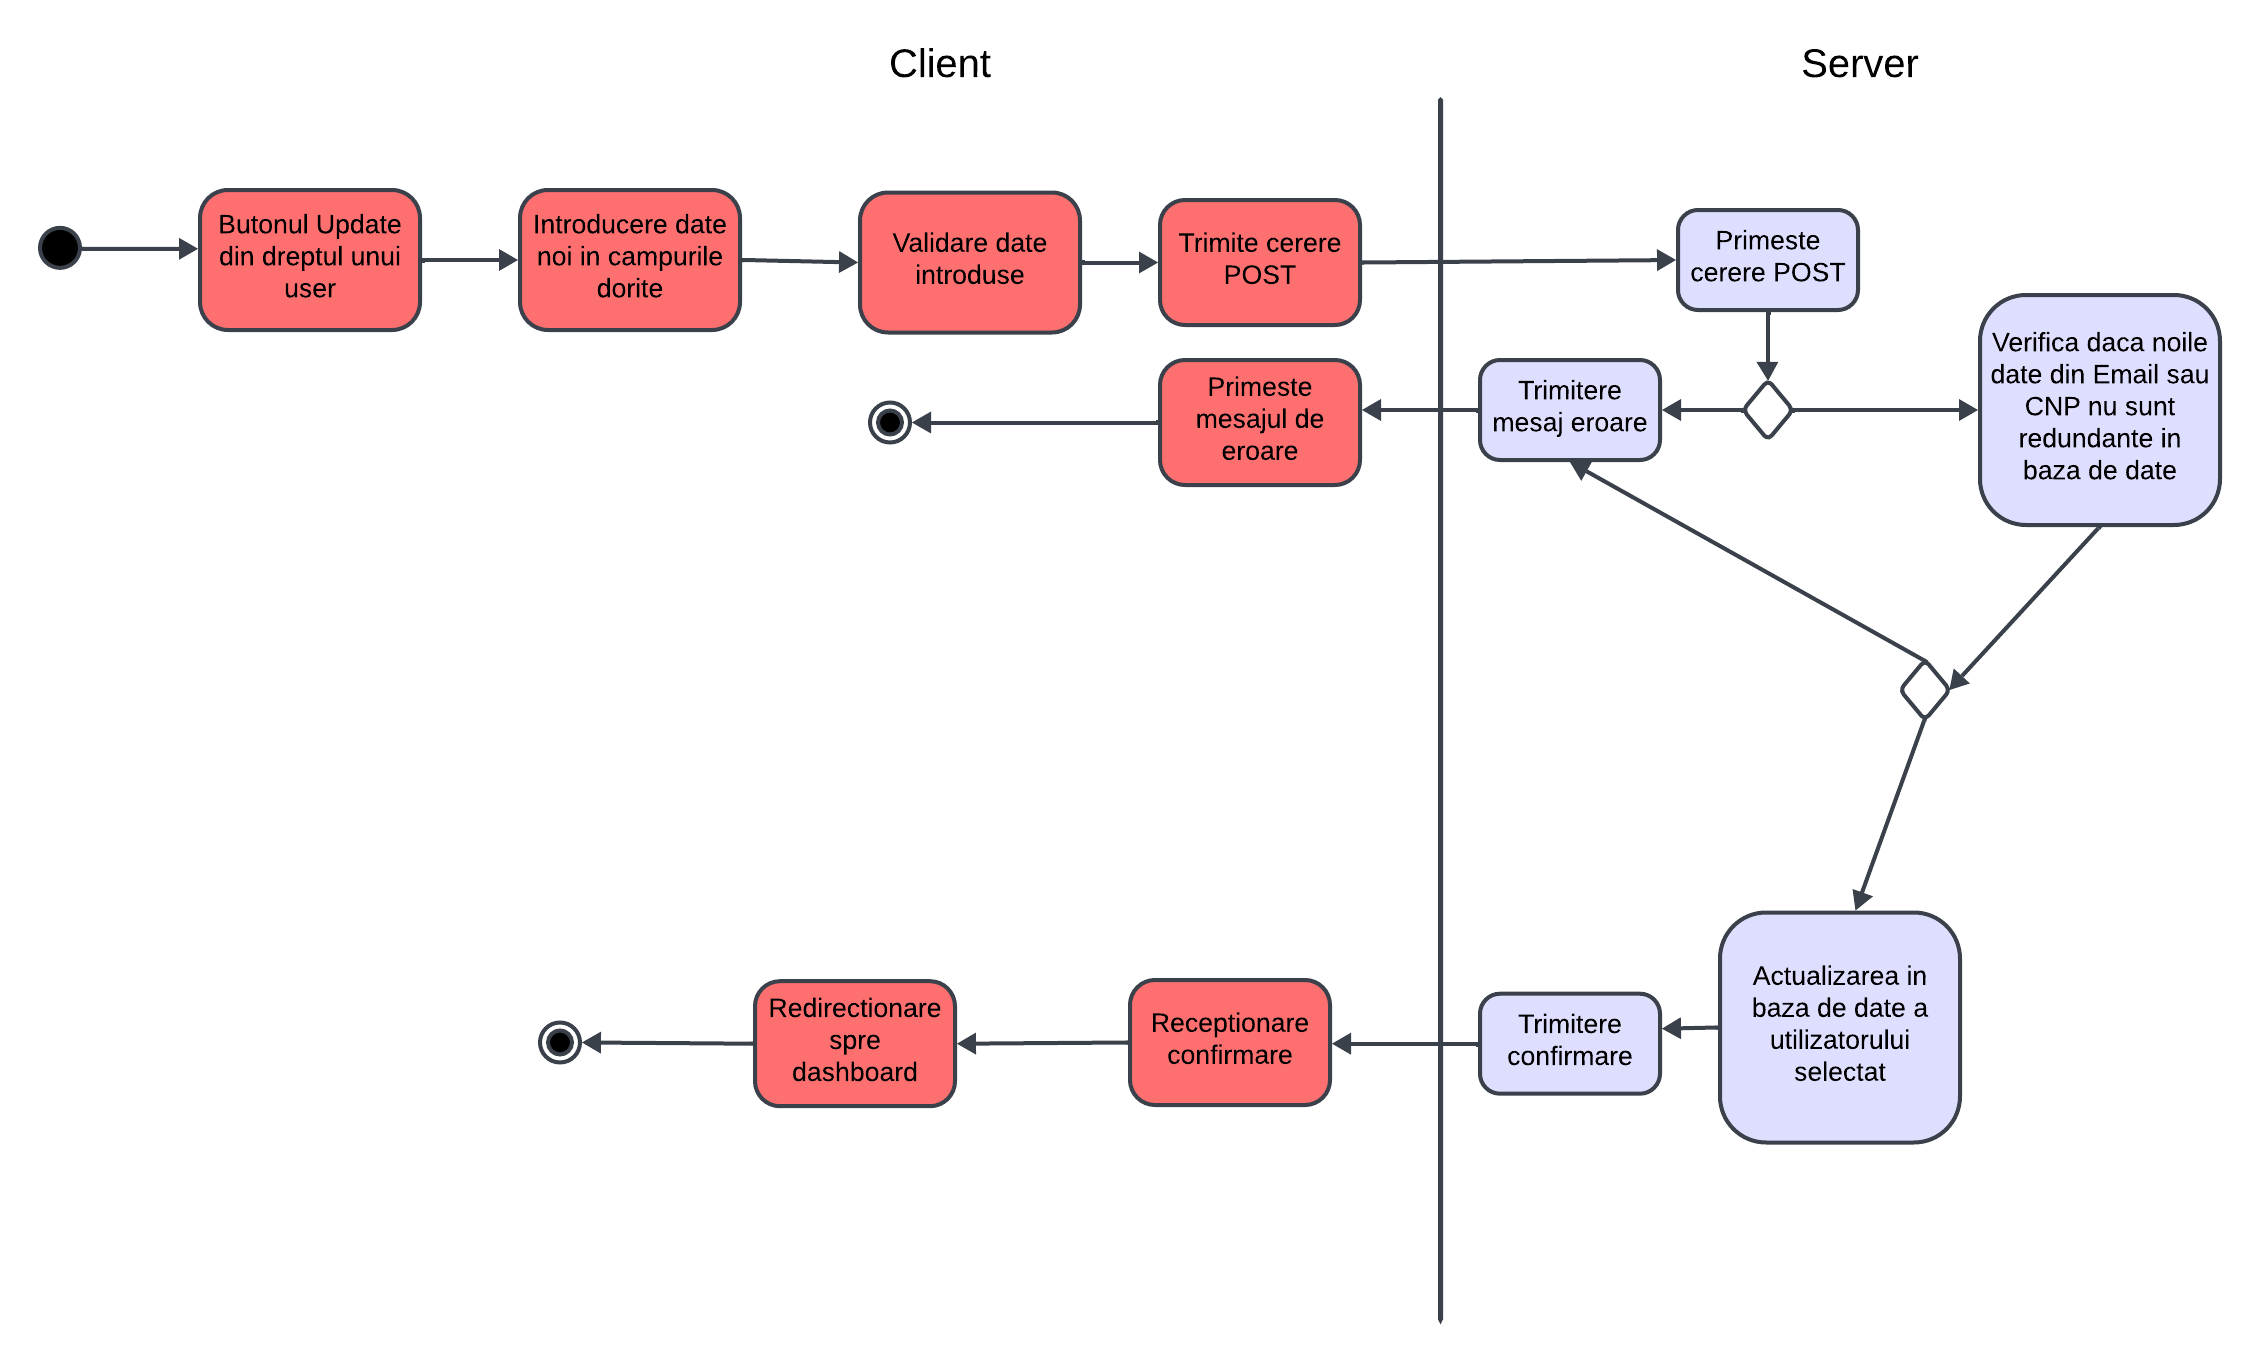 Client
Server
Butonul Update
din dreptul unui
user
Introducere date
noi in campurile
dorite
Validare date
introduse
Trimite cerere
POST
Primeste
cerere POST
Verifica daca noile
date din Email sau
CNP nu sunt
redundante in
baza de date
Trimitere
mesaj eroare
Primeste
mesajul de
eroare
Actualizarea in
baza de date a
utilizatorului
selectat
Trimitere
confirmare
Receptionare
confirmare
Redirectionare
spre
dashboard